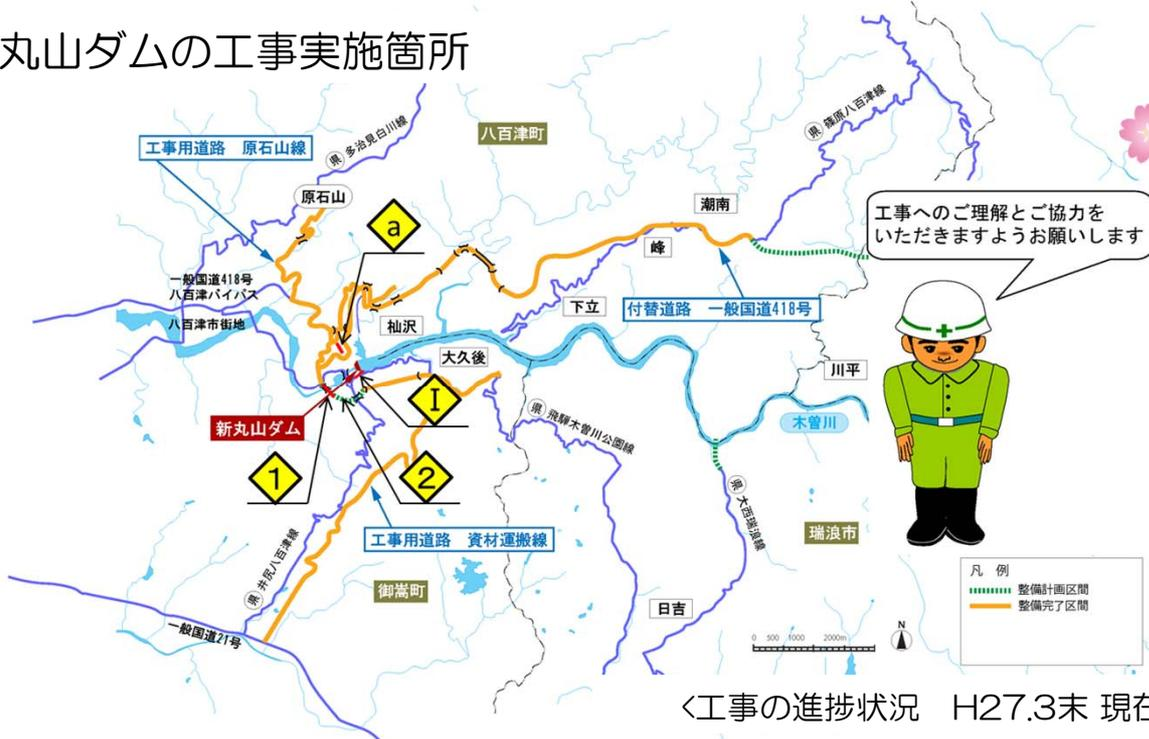 丸山ダムの工事実施箇所
八百津町
県 篠原八百津線
工事用道路　原石山線
県 多治見白川線
原石山
潮南
a
工事へのご理解とご協力を
いただきますようお願いします
峰
一般国道418号
八百津バイパス
下立
付替道路　一般国道418号
八百津市街地
杣沢
大久後
川平
I
新丸山ダム
県 飛騨木曽川公園線
木曽川
1
2
県 大西瑞浪線
工事用道路　資材運搬線
瑞浪市
県 井尻八百津線
御嵩町
凡　例
整備計画区間
整備完了区間
日吉
一般国道21号
0　500　1000　2000m
N
<工事の進捗状況　H27.3末 現在